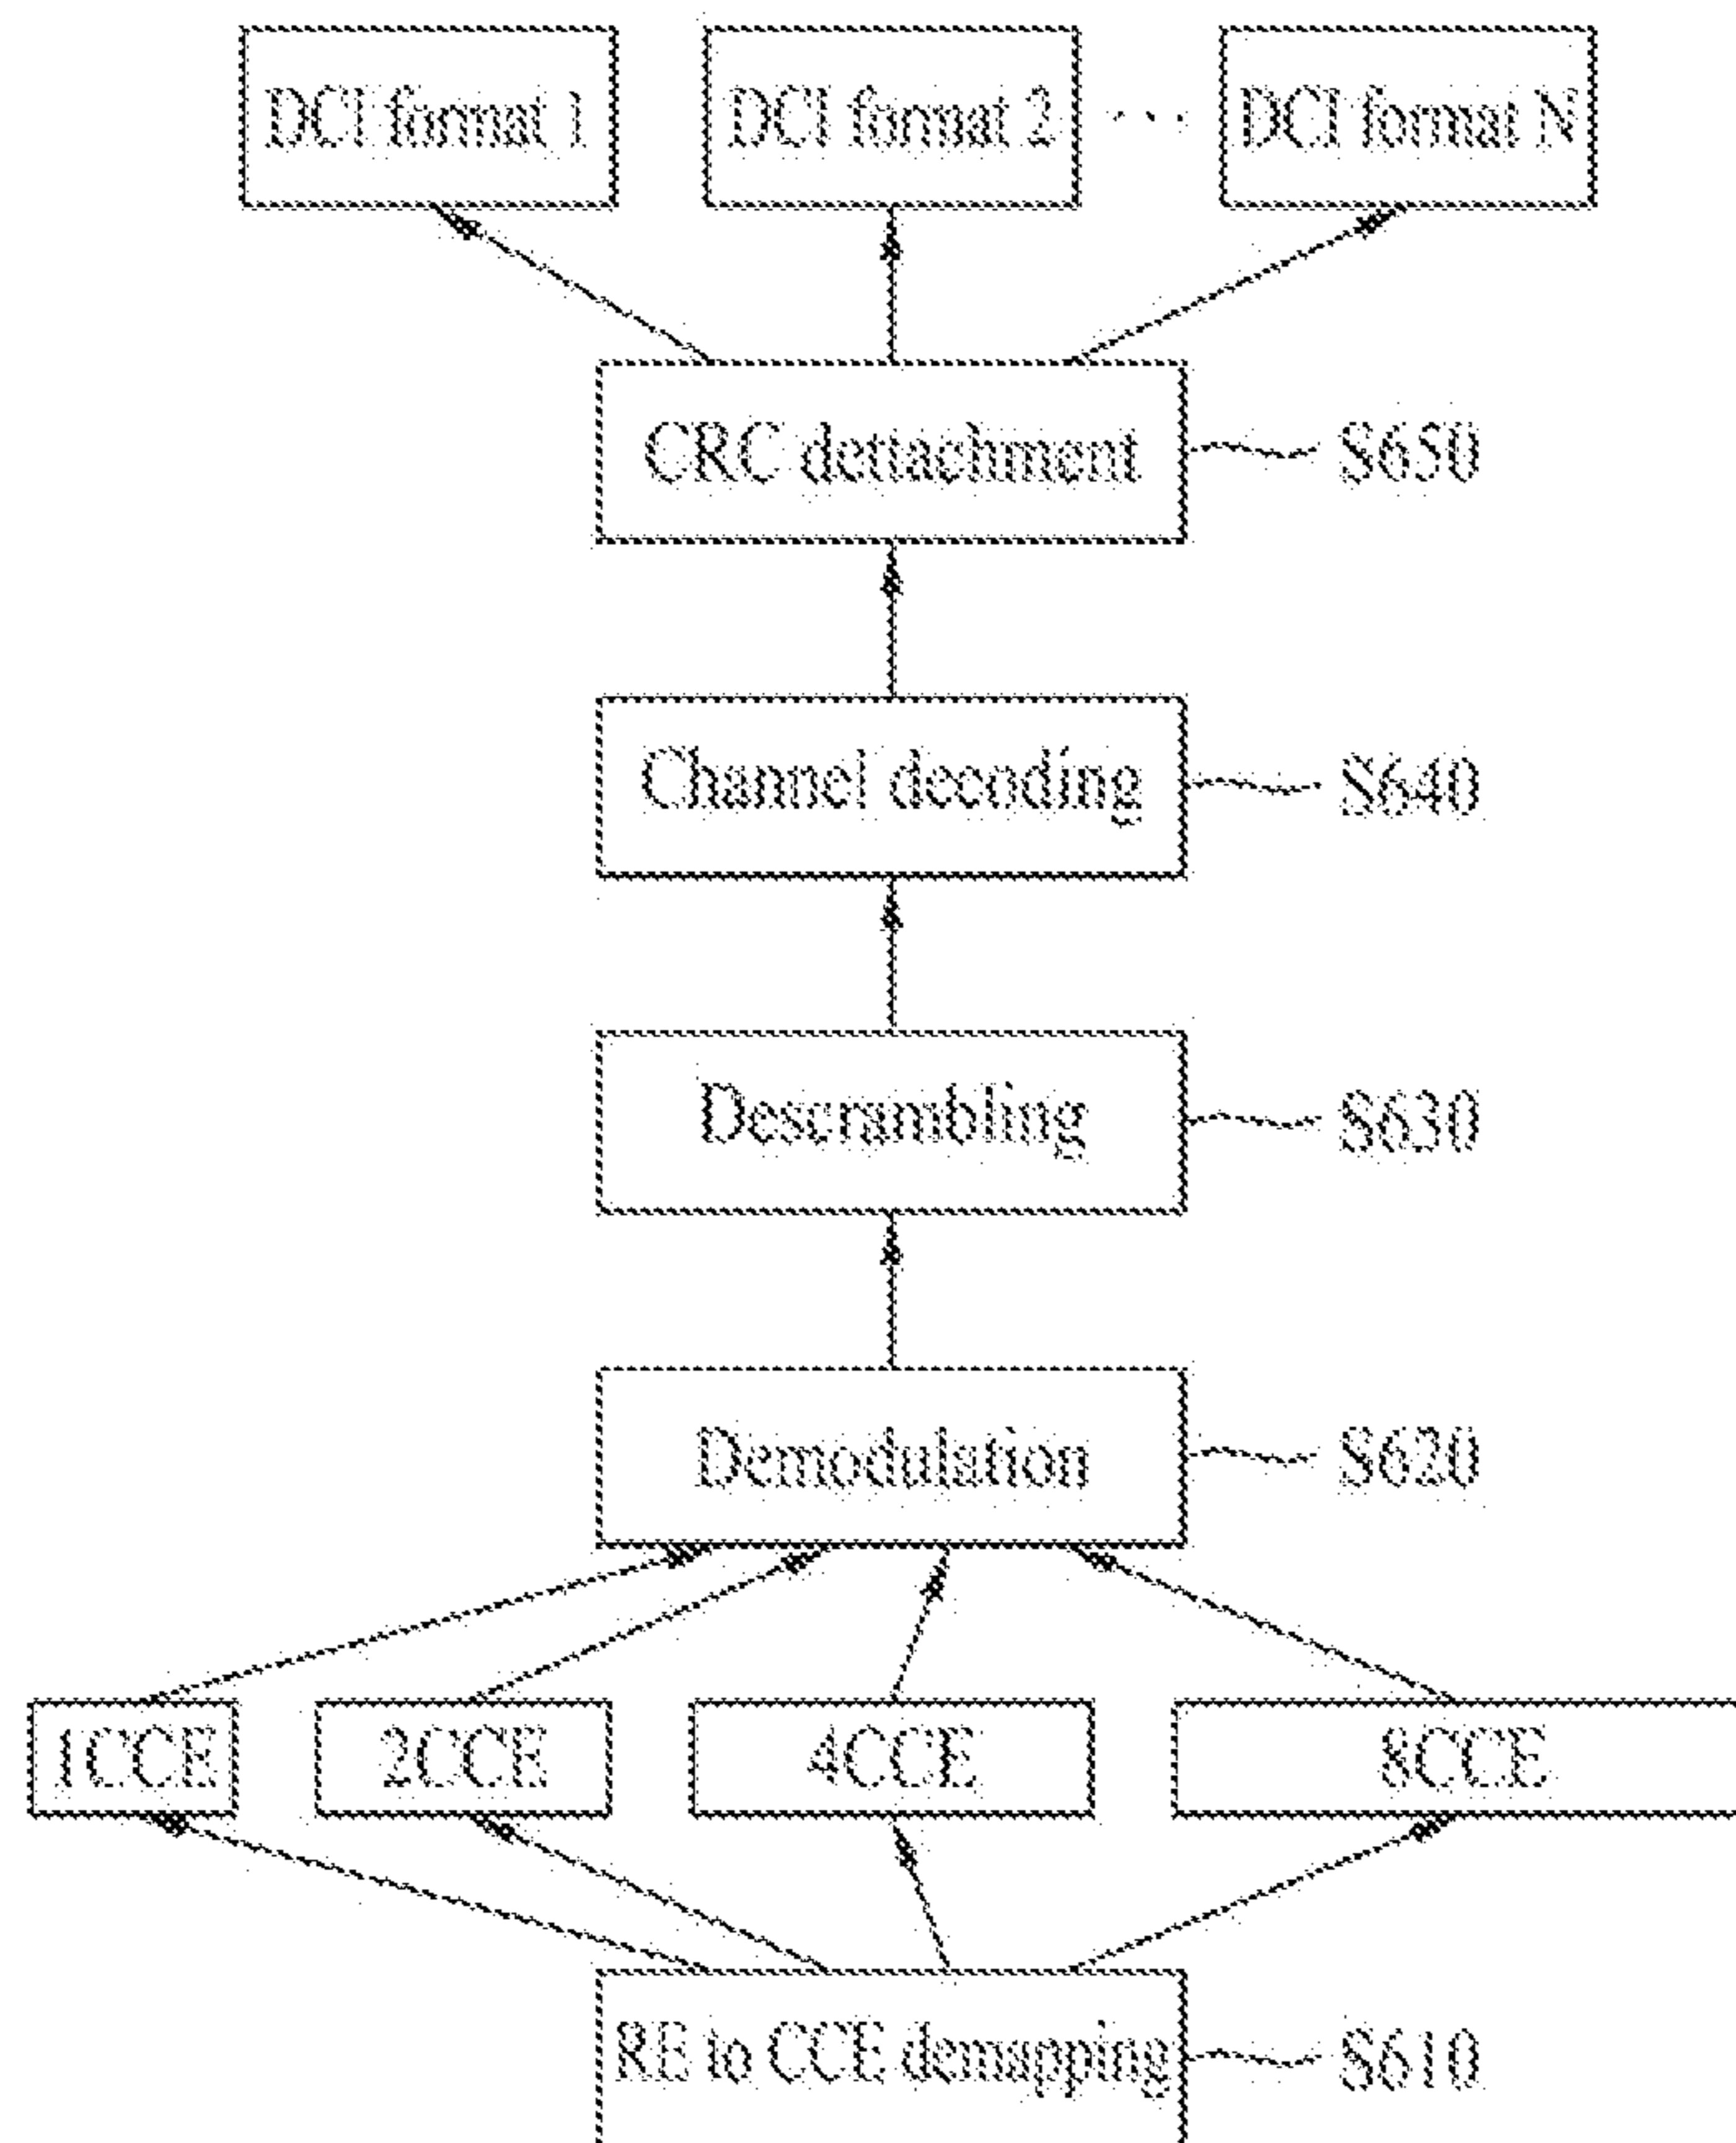 DCI format 1 DCI format 2 ... DCI format N
CRC dettachment S650
Channel decoding S640
Descrambling S630
Demodulation S620
1CCE 2CCE 4CCE 8CCE
RE to CCE demapping S610